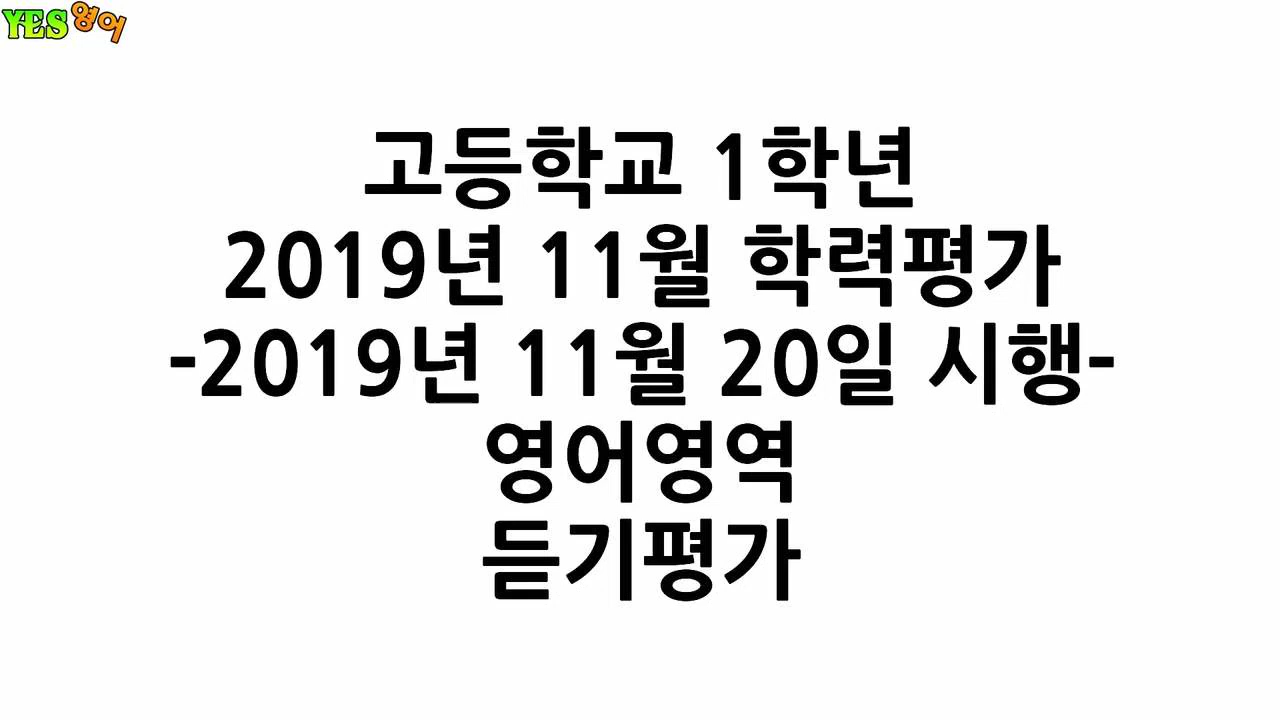 YES영어
고등학교 1학년
2019년 11월 학력평가
-2019년 11월 20일 시행-
영어영역
듣기평가